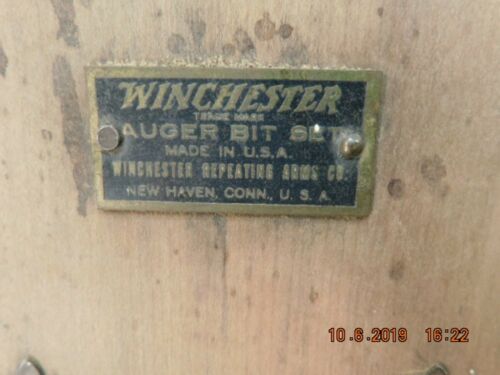 WINCHESTER
TRADE MARK
AUGER BIT SET
MADE IN U.S.A.
WINCHESTER REPEATING ARMS CO.
NEW HAVEN, CONN., U. S. A.
10.6.2019 16:22